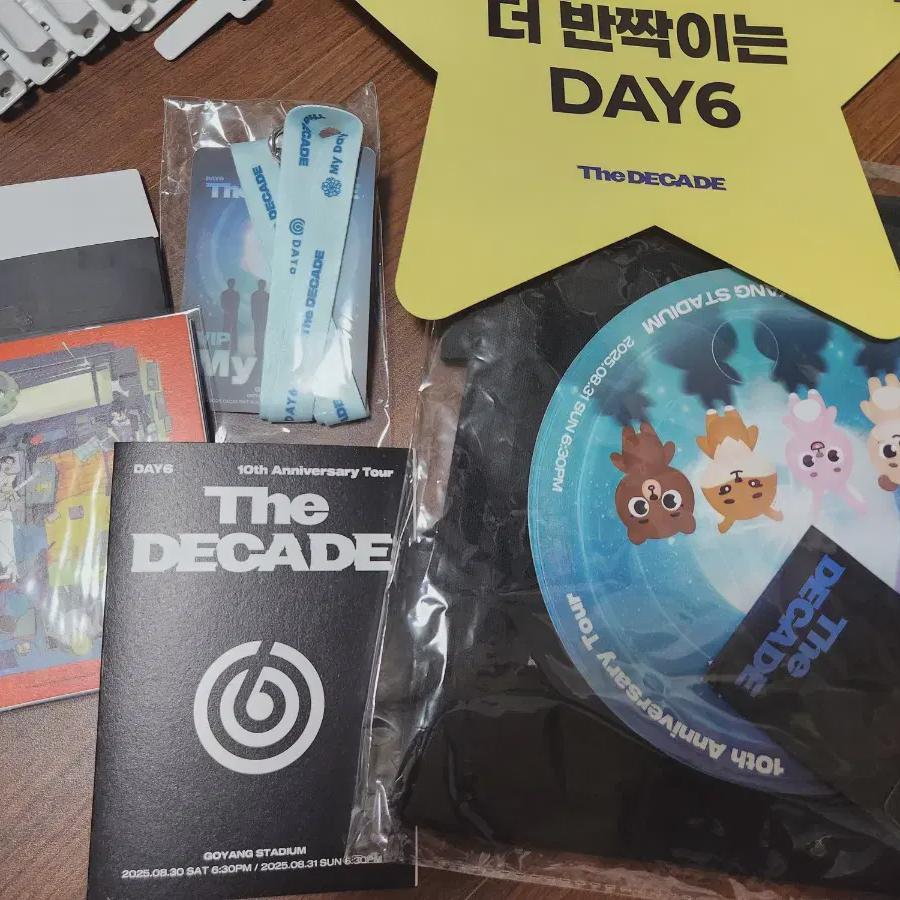 더 반짝이는
DAY6
The DECADE
DAY6
The
VIP
My
DECADE
The DECADE
My Day
DAY6
The DECADE
DAY6
DECADE
DAY6 10th Anniversary Tour
The
DECADE
GOYANG STADIUM
2025.08.30 SAT 6:30PM / 2025.08.31 SUN 6:30PM
YANG STADIUM
2025.08.31 SUN 6:30PM
10th Anniversary Tour
The
DECADE